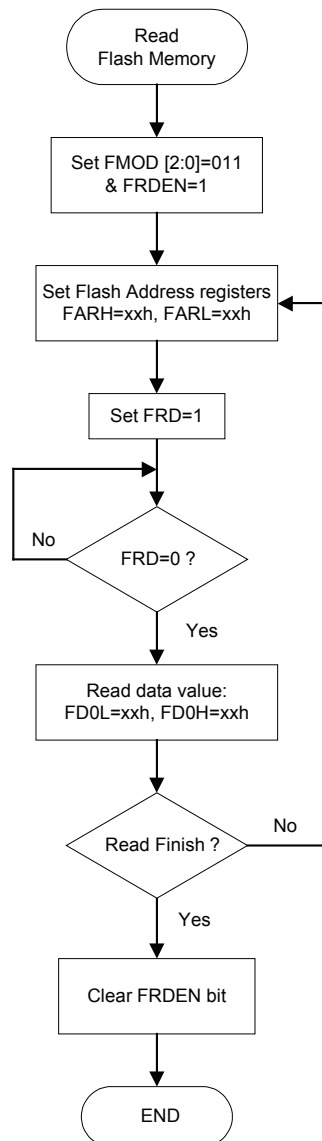 Read
Flash Memory
Set FMOD [2:0]=011
& FRDEN=1
Set Flash Address registers
FARH=xxh, FARL=xxh
Set FRD=1
No
FRD=0 ?
Yes
Read data value:
FD0L=xxh, FD0H=xxh
Read Finish ?
No
Yes
Clear FRDEN bit
END